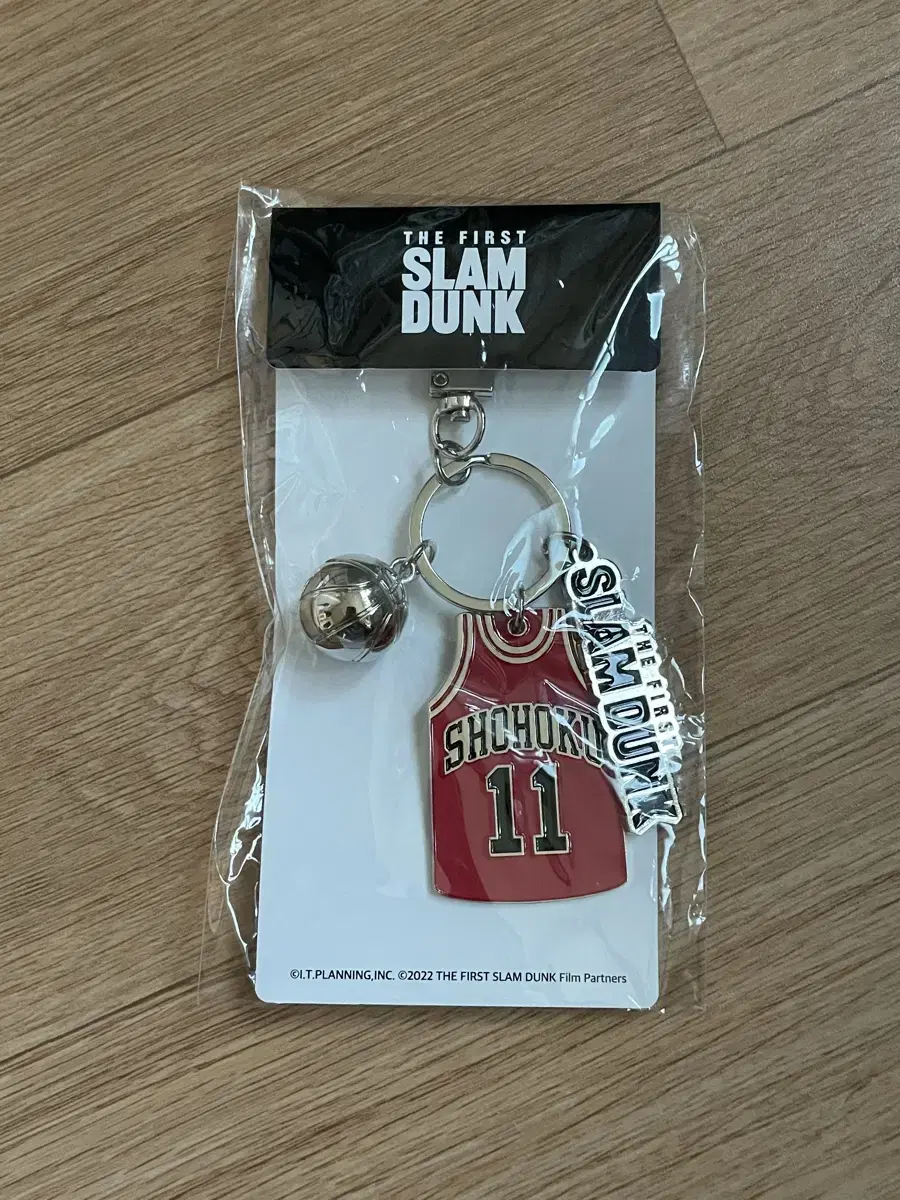 THE FIRST
SLAM
DUNK
SLAM DUNK
THE FIRST
SHOHOKU
11
©I.T.PLANNING,INC. ©2022 THE FIRST SLAM DUNK Film Partners